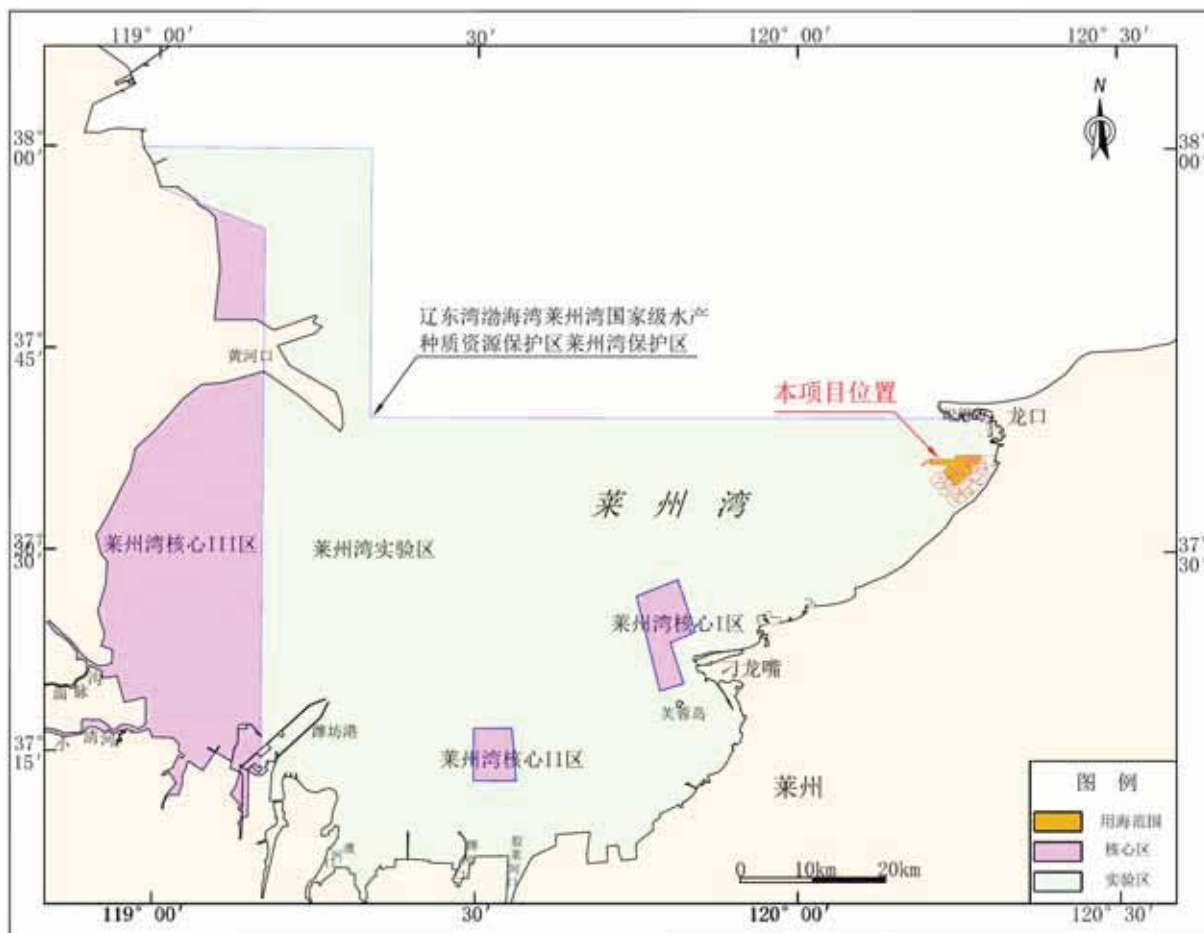 119° 00′
30′
120° 00′
120° 30′
N
38°
00′
38°
00′
辽东湾渤海湾莱州湾国家级水产
种质资源保护区莱州湾保护区
37°
45′
黄河口
本项目位置
龙口
莱州湾
37°
30′
莱州湾核心III区
莱州湾实验区
37°
30′
莱州湾核心I区
刁龙嘴
芙蓉岛
小清河
潍坊港
37°
15′
莱州湾核心II区
莱州
图例
用海范围
核心区
实验区
0 10km 20km
119° 00′
30′
120° 00′
120° 30′